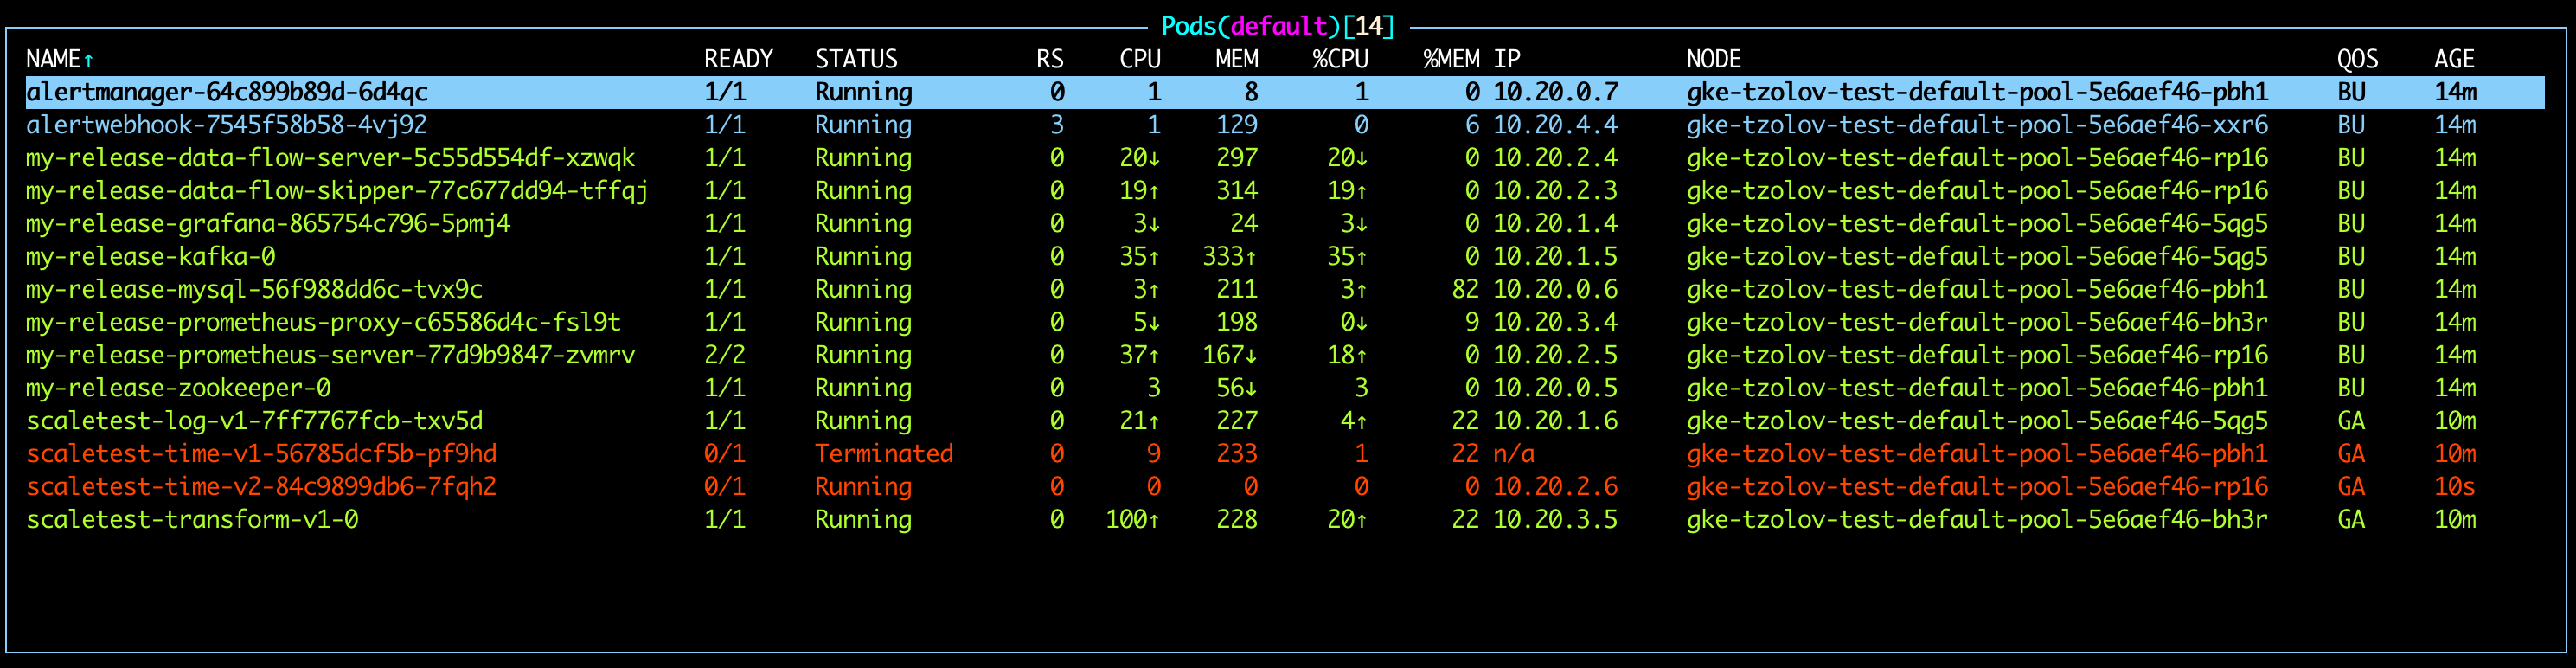 Pods(default)[14]
NAME↑ READY STATUS RS CPU MEM %CPU %MEM IP NODE QOS AGE
alertmanager-64c899b89d-6d4qc 1/1 Running 0 1 8 1 0 10.20.0.7 gke-tzolov-test-default-pool-5e6aef46-pbh1 BU 14m
alertwebhook-7545f58b58-4vj92 1/1 Running 3 1 129 0 6 10.20.4.4 gke-tzolov-test-default-pool-5e6aef46-xxr6 BU 14m
my-release-data-flow-server-5c55d554df-xzwqk 1/1 Running 0 20↓ 297 20↓ 0 10.20.2.4 gke-tzolov-test-default-pool-5e6aef46-rp16 BU 14m
my-release-data-flow-skipper-77c677dd94-tffqj 1/1 Running 0 19↑ 314 19↑ 0 10.20.2.3 gke-tzolov-test-default-pool-5e6aef46-rp16 BU 14m
my-release-grafana-865754c796-5pmj4 1/1 Running 0 3↓ 24 3↓ 0 10.20.1.4 gke-tzolov-test-default-pool-5e6aef46-5qg5 BU 14m
my-release-kafka-0 1/1 Running 0 35↑ 333↑ 35↑ 0 10.20.1.5 gke-tzolov-test-default-pool-5e6aef46-5qg5 BU 14m
my-release-mysql-56f988dd6c-tvx9c 1/1 Running 0 3↑ 211 3↑ 82 10.20.0.6 gke-tzolov-test-default-pool-5e6aef46-pbh1 BU 14m
my-release-prometheus-proxy-c65586d4c-fsl9t 1/1 Running 0 5↓ 198 0↓ 9 10.20.3.4 gke-tzolov-test-default-pool-5e6aef46-bh3r BU 14m
my-release-prometheus-server-77d9b9847-zvmrv 2/2 Running 0 37↑ 167↓ 18↑ 0 10.20.2.5 gke-tzolov-test-default-pool-5e6aef46-rp16 BU 14m
my-release-zookeeper-0 1/1 Running 0 3 56↓ 3 0 10.20.0.5 gke-tzolov-test-default-pool-5e6aef46-pbh1 BU 14m
scaletest-log-v1-7ff7767fcb-txv5d 1/1 Running 0 21↑ 227 4↑ 22 10.20.1.6 gke-tzolov-test-default-pool-5e6aef46-5qg5 GA 10m
scaletest-time-v1-56785dcf5b-pf9hd 0/1 Terminated 0 9 233 1 22 n/a gke-tzolov-test-default-pool-5e6aef46-pbh1 GA 10m
scaletest-time-v2-84c9899db6-7fqh2 0/1 Running 0 0 0 0 0 10.20.2.6 gke-tzolov-test-default-pool-5e6aef46-rp16 GA 10s
scaletest-transform-v1-0 1/1 Running 0 100↑ 228 20↑ 22 10.20.3.5 gke-tzolov-test-default-pool-5e6aef46-bh3r GA 10m